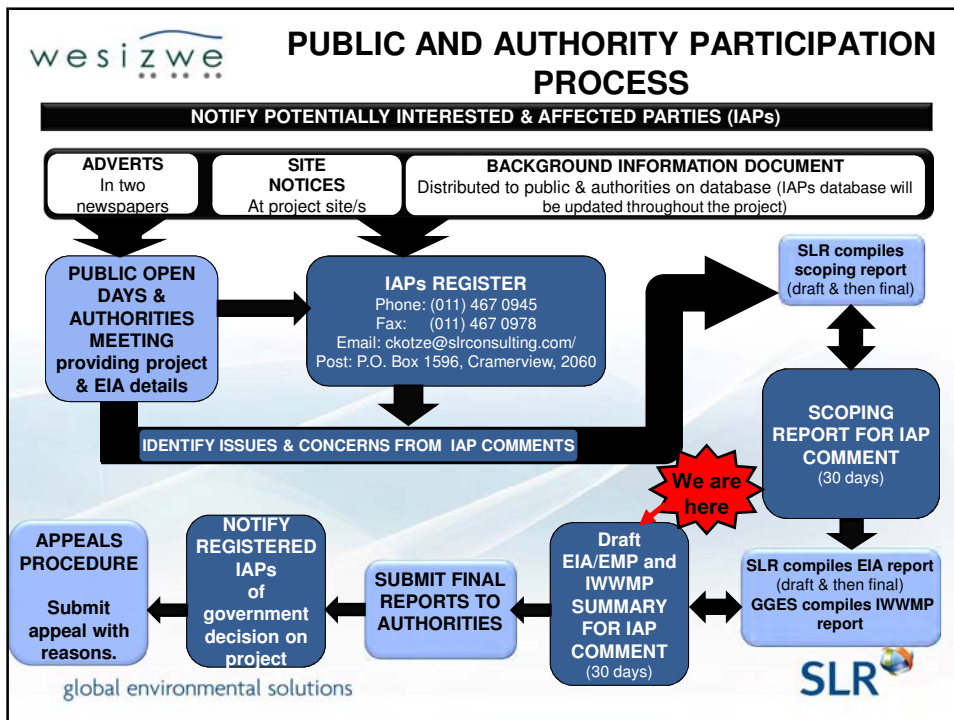 wesizwe
PUBLIC AND AUTHORITY PARTICIPATION
PROCESS
NOTIFY POTENTIALLY INTERESTED & AFFECTED PARTIES (IAPs)
ADVERTS
In two
newspapers
SITE
NOTICES
At project site/s
BACKGROUND INFORMATION DOCUMENT
Distributed to public & authorities on database (IAPs database will
be updated throughout the project)
PUBLIC OPEN
DAYS &
AUTHORITIES
MEETING
providing project
& EIA details
IAPs REGISTER
Phone: (011) 467 0945
Fax: (011) 467 0978
Email: ckotze@slrconsulting.com/
Post: P.O. Box 1596, Cramerview, 2060
IDENTIFY ISSUES & CONCERNS FROM IAP COMMENTS
SLR compiles
scoping report
(draft & then final)
SCOPING
REPORT FOR IAP
COMMENT
(30 days)
We are
here
SLR compiles EIA report
(draft & then final)
GGES compiles IWWMP
report
Draft
EIA/EMP and
IWWMP
SUMMARY
FOR IAP
COMMENT
(30 days)
SUBMIT FINAL
REPORTS TO
AUTHORITIES
NOTIFY
REGISTERED
IAPs
of
government
decision on
project
APPEALS
PROCEDURE
Submit
appeal with
reasons.
global environmental solutions
SLR